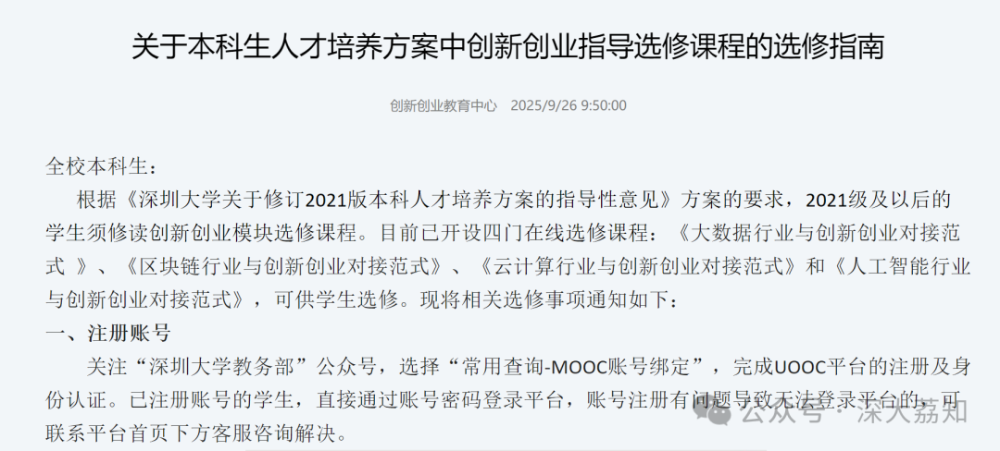 关于本科生人才培养方案中创新创业指导选修课程的选修指南
创新创业教育中心 2025/9/26 9:50:00
全校本科生：
根据《深圳大学关于修订2021版本科人才培养方案的指导性意见》方案的要求，2021级及以后的
学生须修读创新创业模块选修课程。目前已开设四门在线选修课程：《大数据行业与创新创业对接范
式 》、《区块链行业与创新创业对接范式》、《云计算行业与创新创业对接范式》和《人工智能行业
与创新创业对接范式》，可供学生选修。现将相关选修事项通知如下：
一、注册账号
关注“深圳大学教务部”公众号，选择“常用查询-MOOC账号绑定”，完成UOOC平台的注册及身
份认证。已注册账号的学生，直接通过账号密码登录平台，账号注册有问题导致无法登录平台的，可
联系平台首页下方客服咨询解决。
公众号·深大荔知